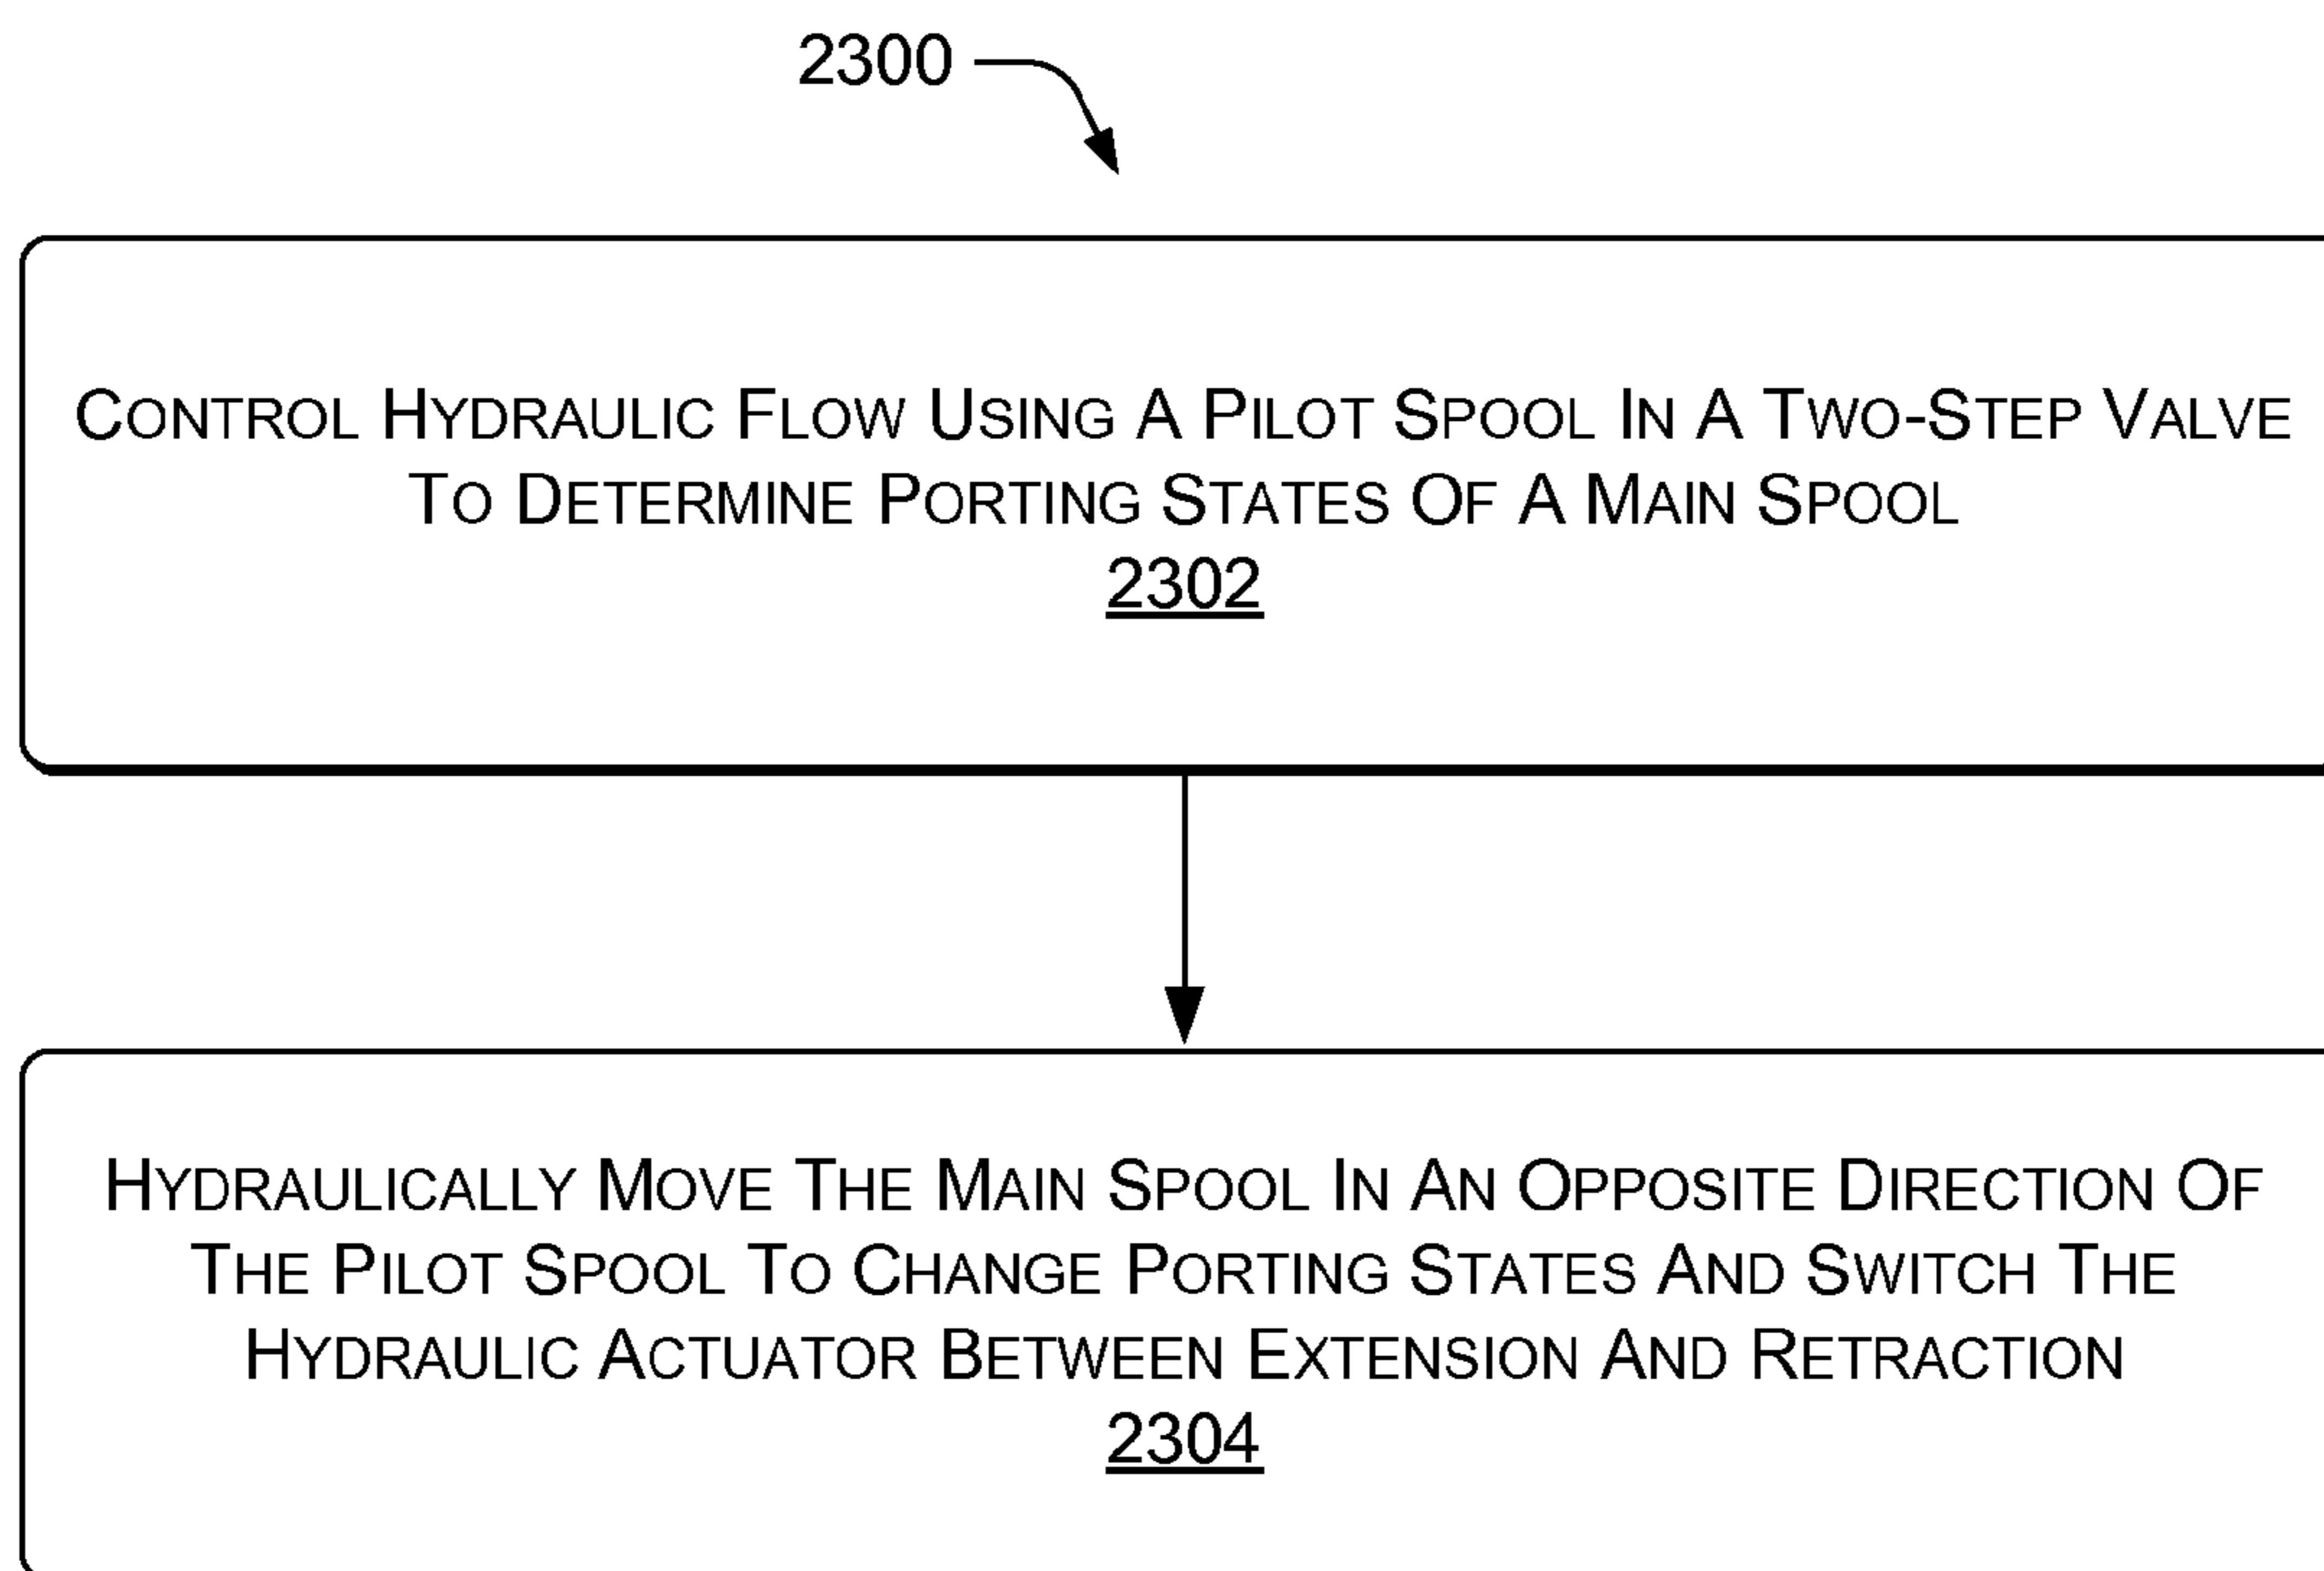 2300
CONTROL HYDRAULIC FLOW USING A PILOT SPOOL IN A TWO-STEP VALVE
TO DETERMINE PORTING STATES OF A MAIN SPOOL
2302
HYDRAULICALLY MOVE THE MAIN SPOOL IN AN OPPOSITE DIRECTION OF
THE PILOT SPOOL TO CHANGE PORTING STATES AND SWITCH THE
HYDRAULIC ACTUATOR BETWEEN EXTENSION AND RETRACTION
2304